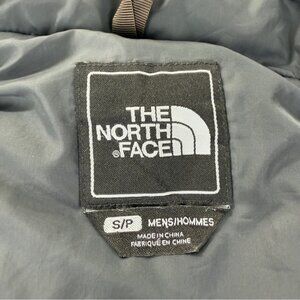 THE
NORTH
®FACE
S/P MENS/HOMMES
MADE IN CHINA
FABRIQUÉ EN CHINE